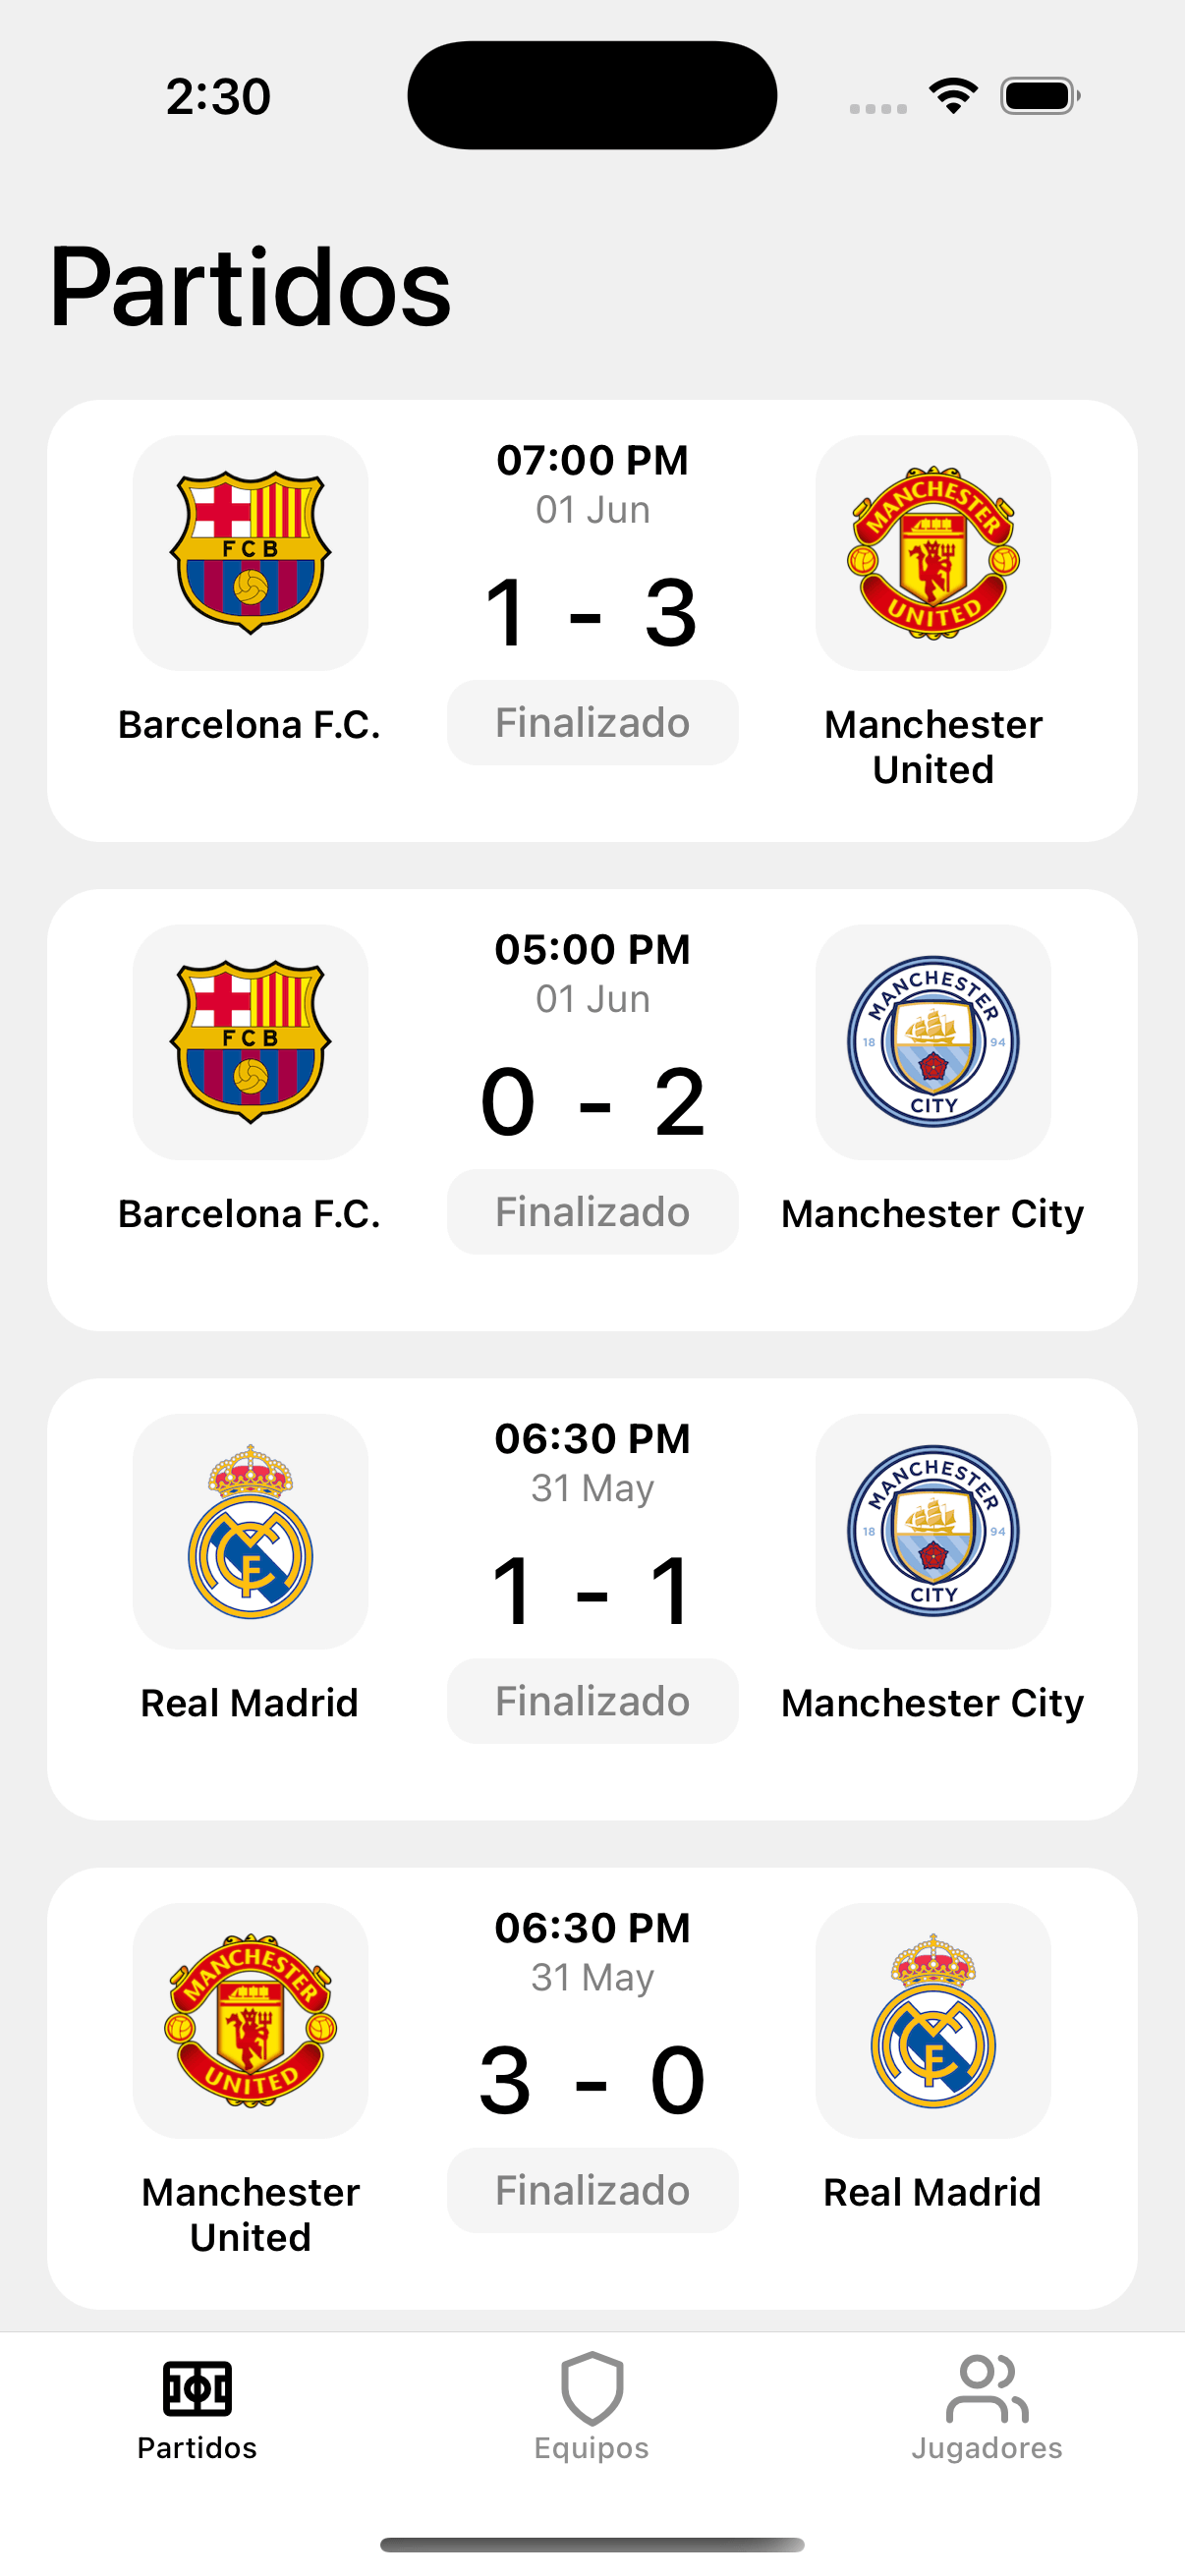 2:30
Partidos
07:00 PM
01 Jun
FCB
MANCHESTER
UNITED
1 - 3
Finalizado
Barcelona F.C.
Manchester
United
05:00 PM
01 Jun
FCB
MANCHESTER
18 94
CITY
0 - 2
Finalizado
Barcelona F.C.
Manchester City
06:30 PM
31 May
MANCHESTER
18 94
CITY
1 - 1
Finalizado
Real Madrid
Manchester City
06:30 PM
31 May
MANCHESTER
UNITED
3 - 0
Finalizado
Manchester
United
Real Madrid
Partidos
Equipos
Jugadores